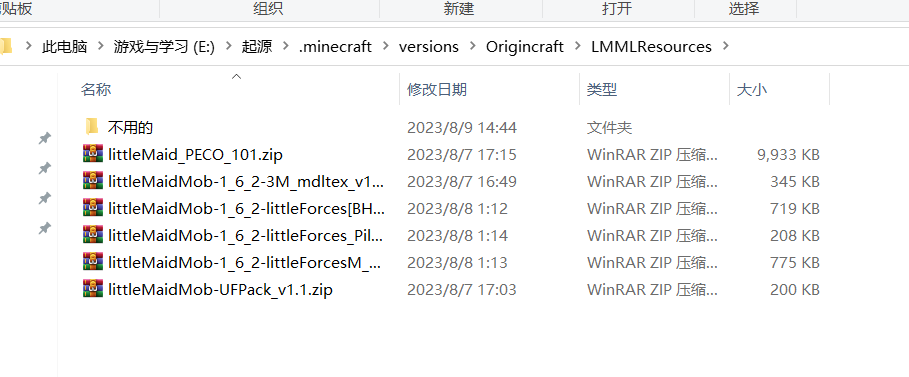 剪贴板 组织 新建 打开 选择
此电脑 游戏与学习 (E:) 起源 .minecraft versions Origincraft LMMLResources
名称 修改日期 类型 大小
不用的 2023/8/9 14:44 文件夹
littleMaid_PECO_101.zip 2023/8/7 17:15 WinRAR ZIP 压缩... 9,933 KB
littleMaidMob-1_6_2-3M_mdltex_v1... 2023/8/7 16:49 WinRAR ZIP 压缩... 345 KB
littleMaidMob-1_6_2-littleForces[BH... 2023/8/8 1:12 WinRAR ZIP 压缩... 719 KB
littleMaidMob-1_6_2-littleForces_Pil... 2023/8/8 1:14 WinRAR ZIP 压缩... 208 KB
littleMaidMob-1_6_2-littleForcesM_... 2023/8/8 1:13 WinRAR ZIP 压缩... 775 KB
littleMaidMob-UFPack_v1.1.zip 2023/8/7 17:03 WinRAR ZIP 压缩... 200 KB